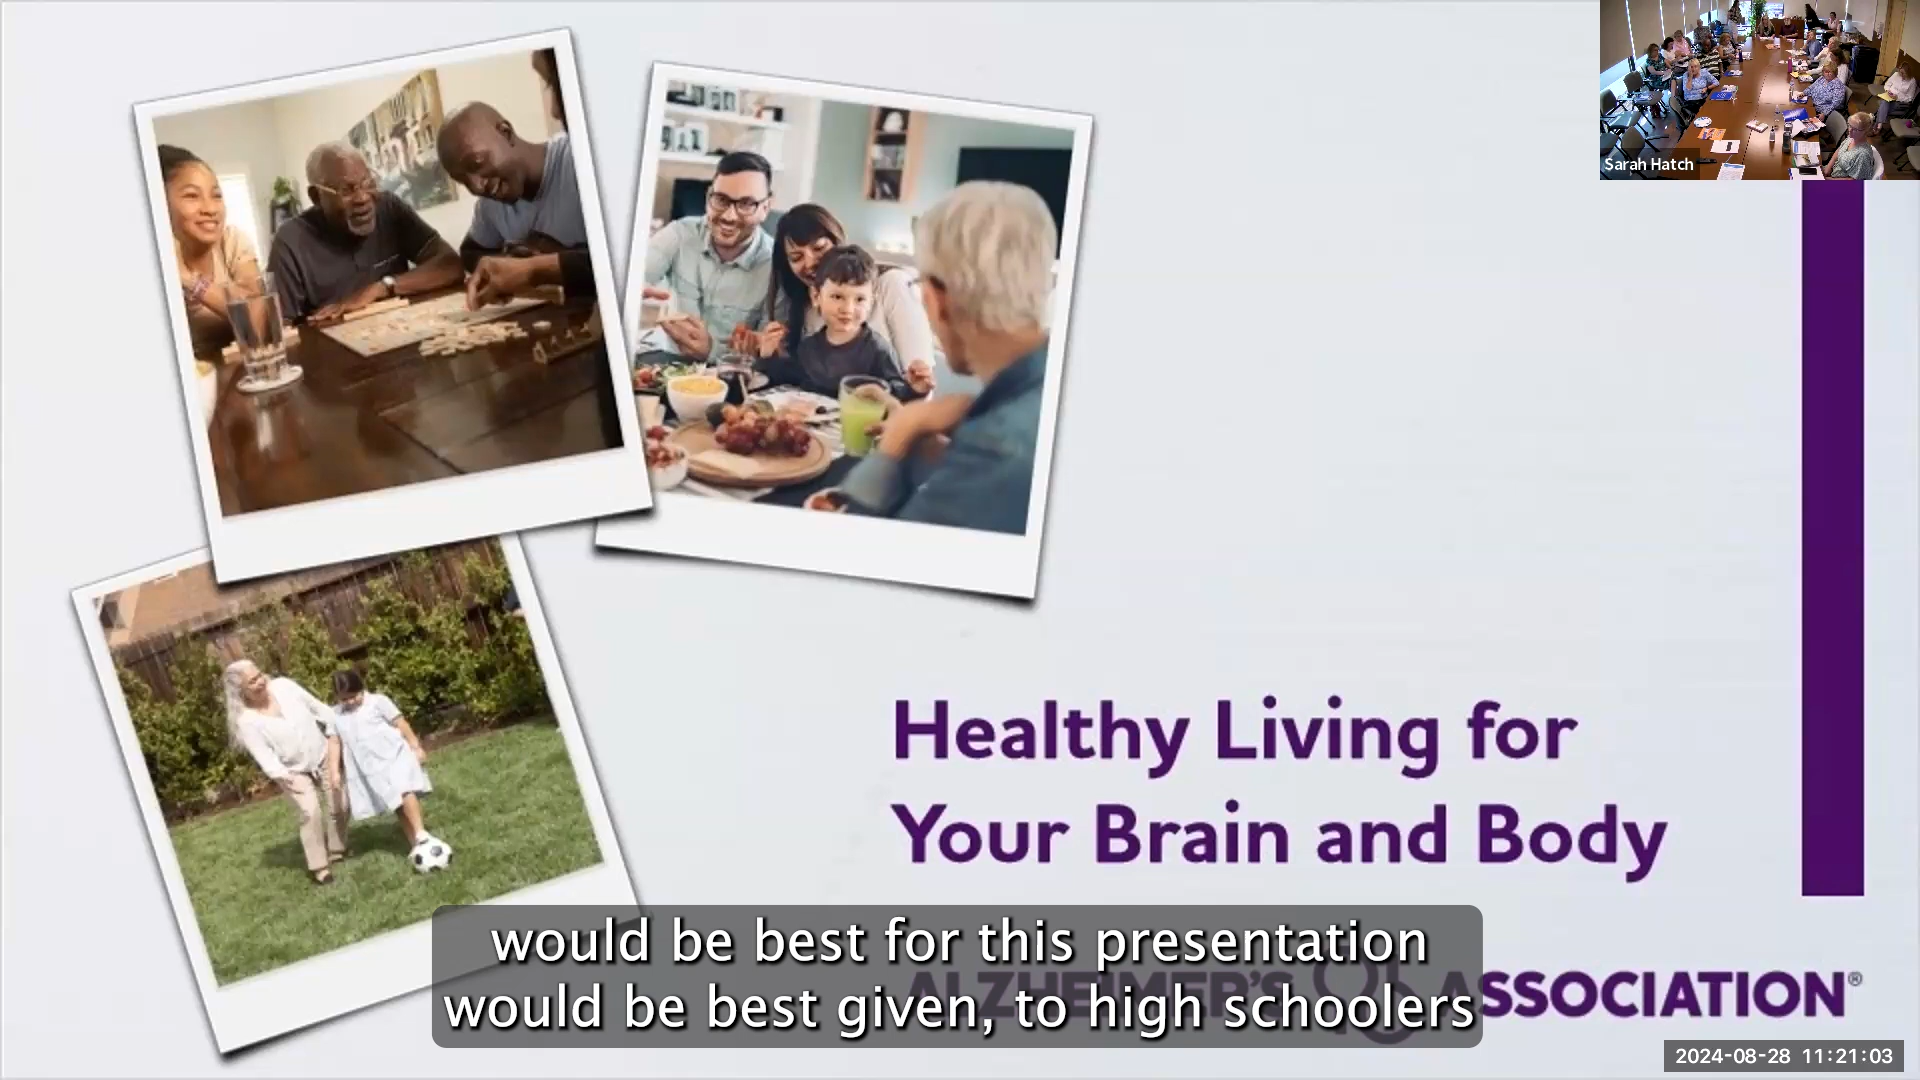 Sarah Hatch
Healthy Living for
Your Brain and Body
ALZHEIMER'S ASSOCIATION®
would be best for this presentation
would be best given, to high schoolers
2024-08-28 11:21:03